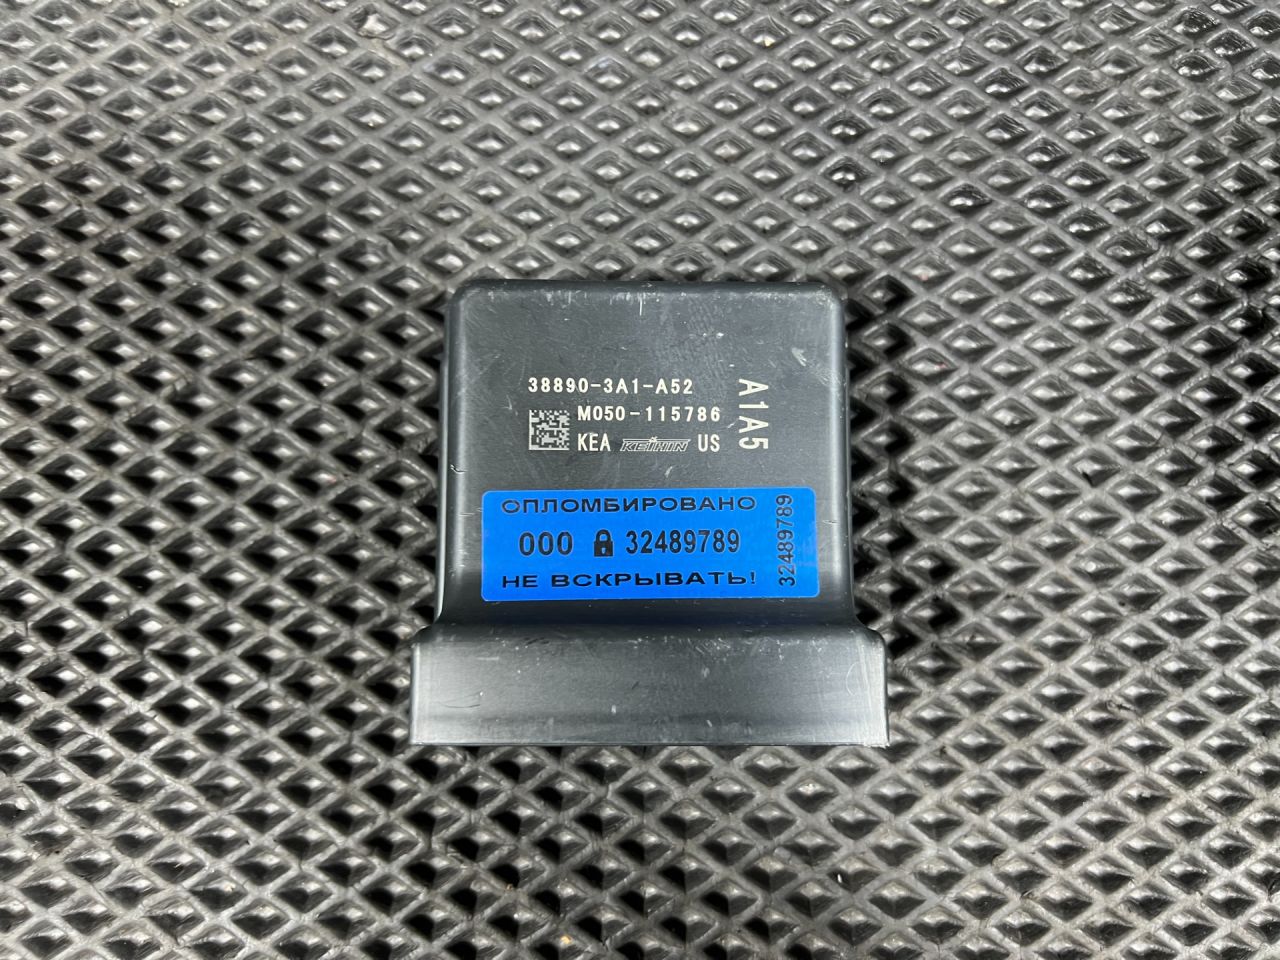 38890-3A1-A52
M050-115786
KEA KEIHIN US
A1A5
ОПЛОМБИРОВАНО
000 32489789
НЕ ВСКРЫВАТЬ!
32489789